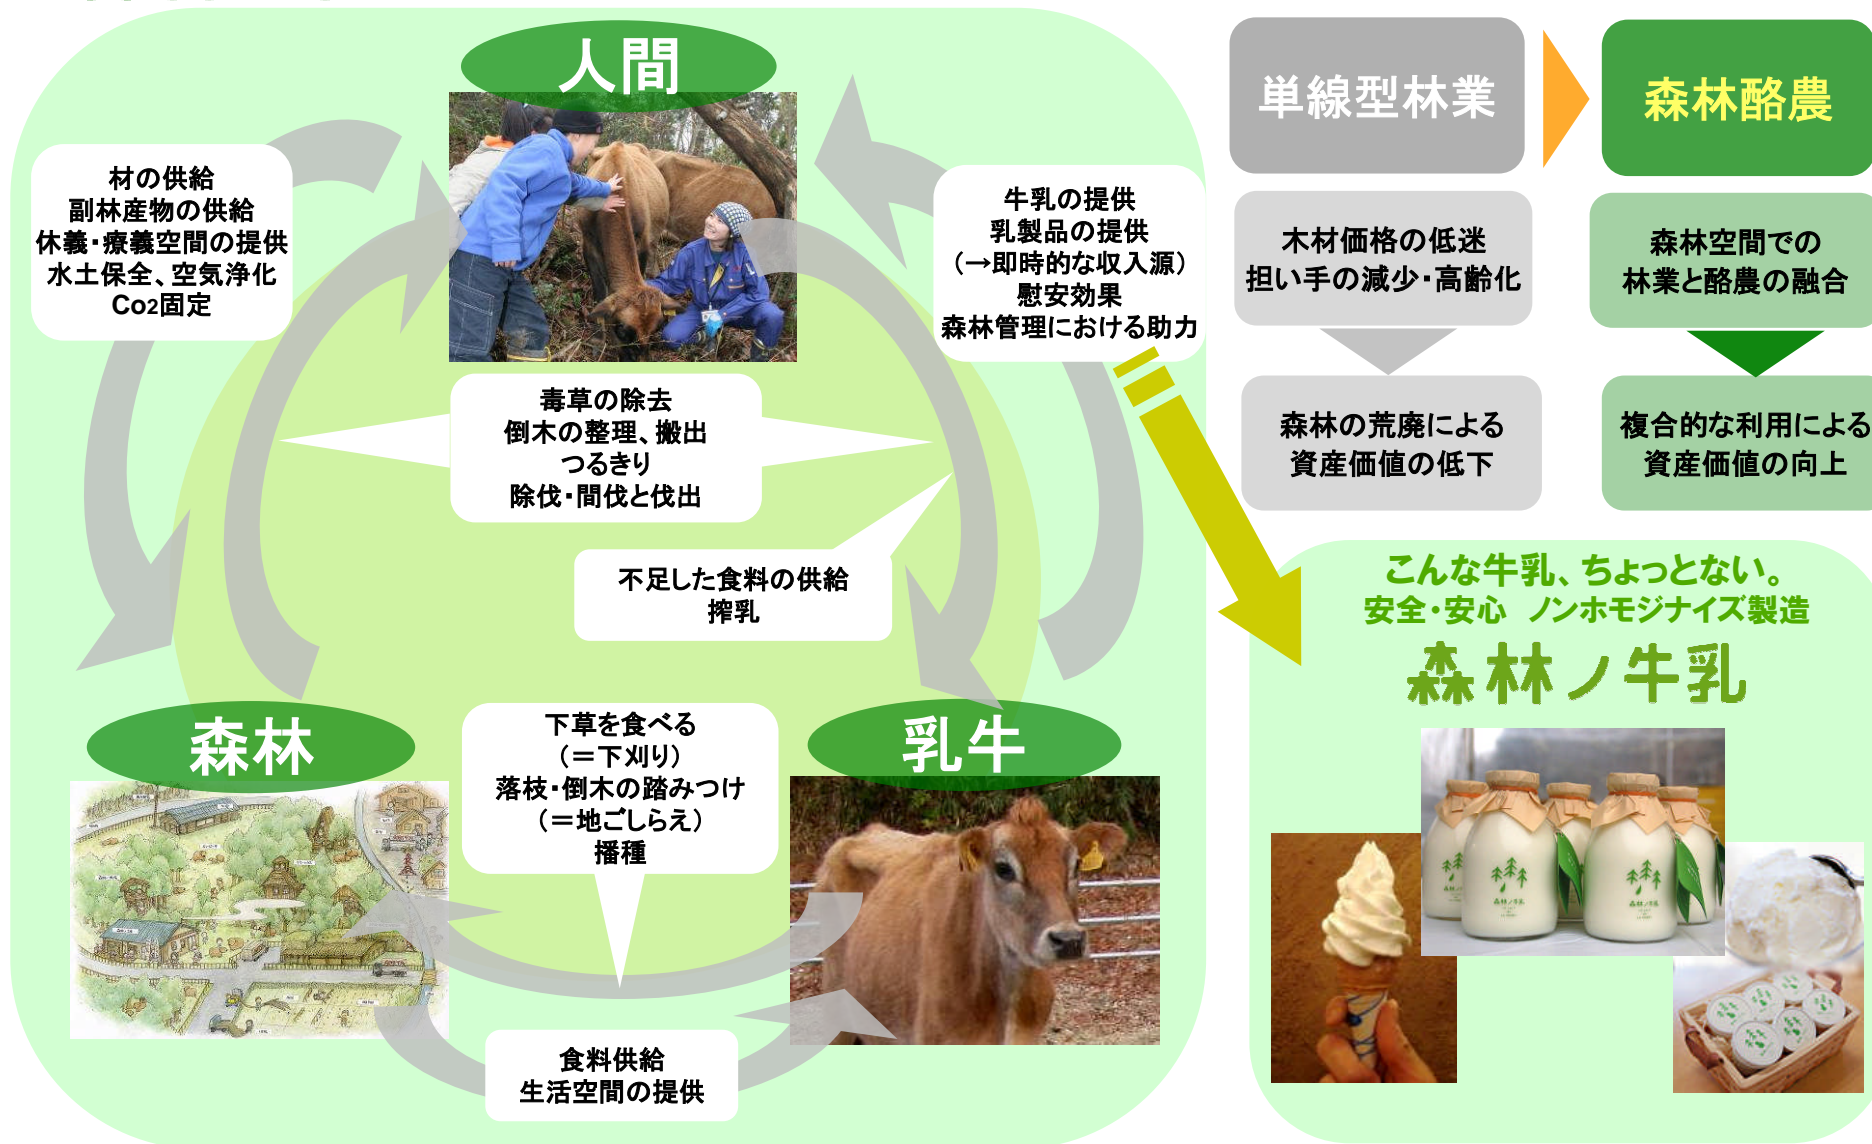 人間
材の供給
副林産物の供給
休義・療義空間の提供
水土保全、空気浄化
Co2固定
牛乳の提供
乳製品の提供
（→即時的な収入源）
慰安効果
森林管理における助力
毒草の除去
倒木の整理、搬出
つるきり
除伐・間伐と伐出
不足した食料の供給
搾乳
森林
下草を食べる
（＝下刈り）
落枝・倒木の踏みつけ
（＝地ごしらえ）
播種
乳牛
食料供給
生活空間の提供
単線型林業
森林酪農
木材価格の低迷
担い手の減少・高齢化
森林空間での
林業と酪農の融合
森林の荒廃による
資産価値の低下
複合的な利用による
資産価値の向上
こんな牛乳、ちょっとない。
安全・安心　ノンホモジナイズ製造
森林ノ牛乳
森林ノ牛乳
森林ノ牛乳